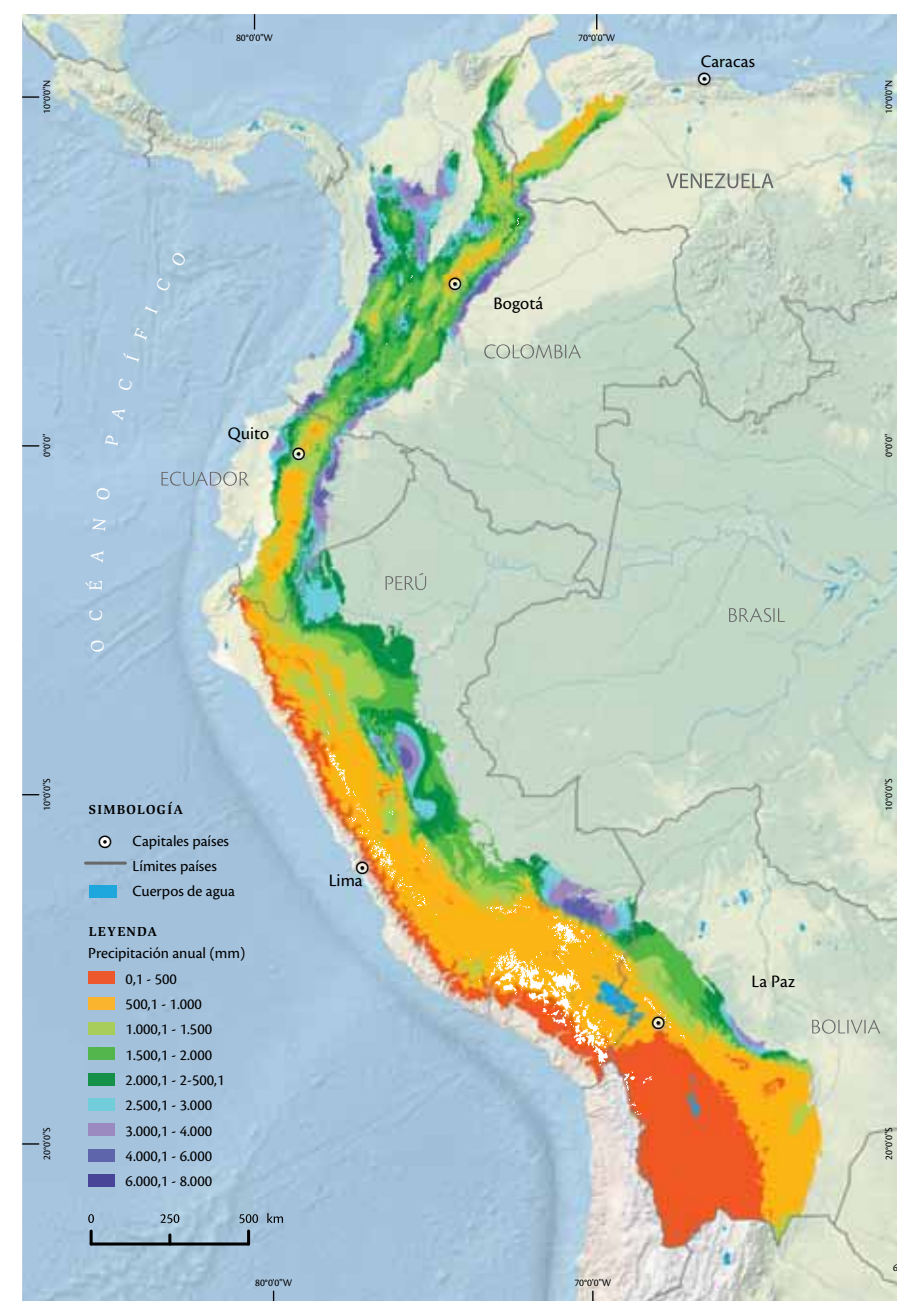 80°0'0"W
70°0'0"W
Caracas
10°0'0"N
10°0'0"N
VENEZUELA
OCÉANO PACÍFICO
Bogotá
COLOMBIA
Quito
0°0'0"
0°0'0"
ECUADOR
PERÚ
BRASIL
10°0'0"S
10°0'0"S
SIMBOLOGÍA
Capitales países
Límites países
Cuerpos de agua
Lima
LEYENDA
Precipitación anual (mm)
0,1 - 500
500,1 - 1.000
1.000,1 - 1.500
1.500,1 - 2.000
2.000,1 - 2-500,1
2.500,1 - 3.000
3.000,1 - 4.000
4.000,1 - 6.000
6.000,1 - 8.000
La Paz
BOLIVIA
20°0'0"S
20°0'0"S
0 250 500 km
80°0'0"W
70°0'0"W
6